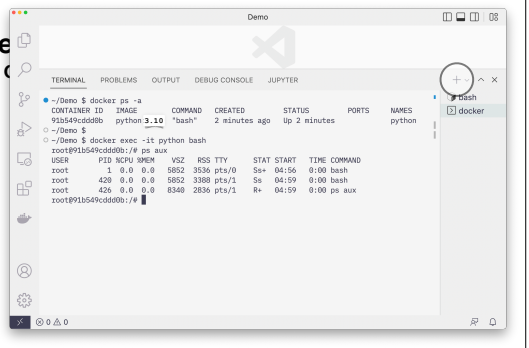 Demo
e
TERMINAL PROBLEMS OUTPUT DEBUG CONSOLE JUPYTER
~/Demo $ docker ps -a
CONTAINER ID IMAGE COMMAND CREATED STATUS PORTS NAMES
91b549cddd0b python:3.10 "bash" 2 minutes ago Up 2 minutes python
~/Demo $
~/Demo $ docker exec -it python bash
root@91b549cddd0b:/# ps aux
USER PID %CPU %MEM VSZ RSS TTY STAT START TIME COMMAND
root 1 0.0 0.0 5852 3536 pts/0 Ss+ 04:56 0:00 bash
root 420 0.0 0.0 5852 3388 pts/1 Ss 04:59 0:00 bash
root 426 0.0 0.0 8340 2836 pts/1 R+ 04:59 0:00 ps aux
root@91b549cddd0b:/#
bash
docker
0 0